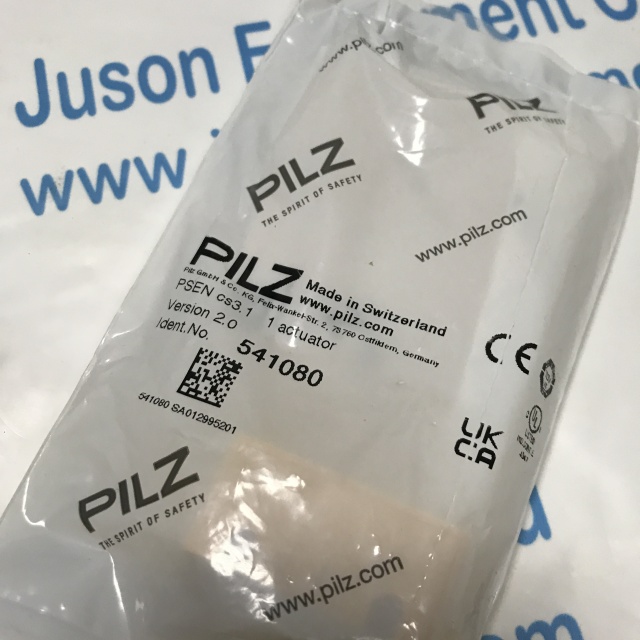 Juson E ment C
www.
www.pilz.com
PILZ
THE SPIRIT OF SAFETY
PILZ
THE SPIRIT OF SAFETY
www.pilz.com
PILZ Made in Switzerland
www.pilz.com
Pilz GmbH & Co. KG, Felix-Wankel-Str. 2, 73760 Ostfildern, Germany
PSEN cs3.1 1 actuator
Version 2.0
Ident.No. 541080
CE
541080 SA012995201
UK
CA
PILZ
THE SPIRIT OF SAFETY
www.pilz.com
com